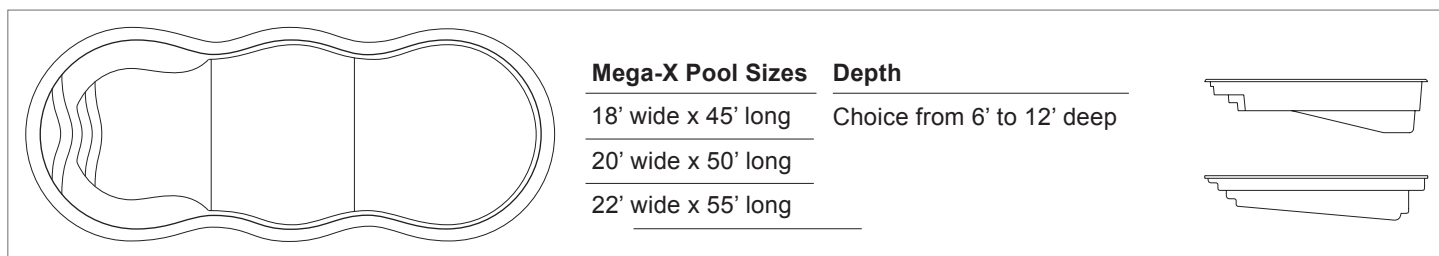 Mega-X Pool Sizes Depth
18’ wide x 45’ long Choice from 6’ to 12’ deep
20’ wide x 50’ long
22’ wide x 55’ long